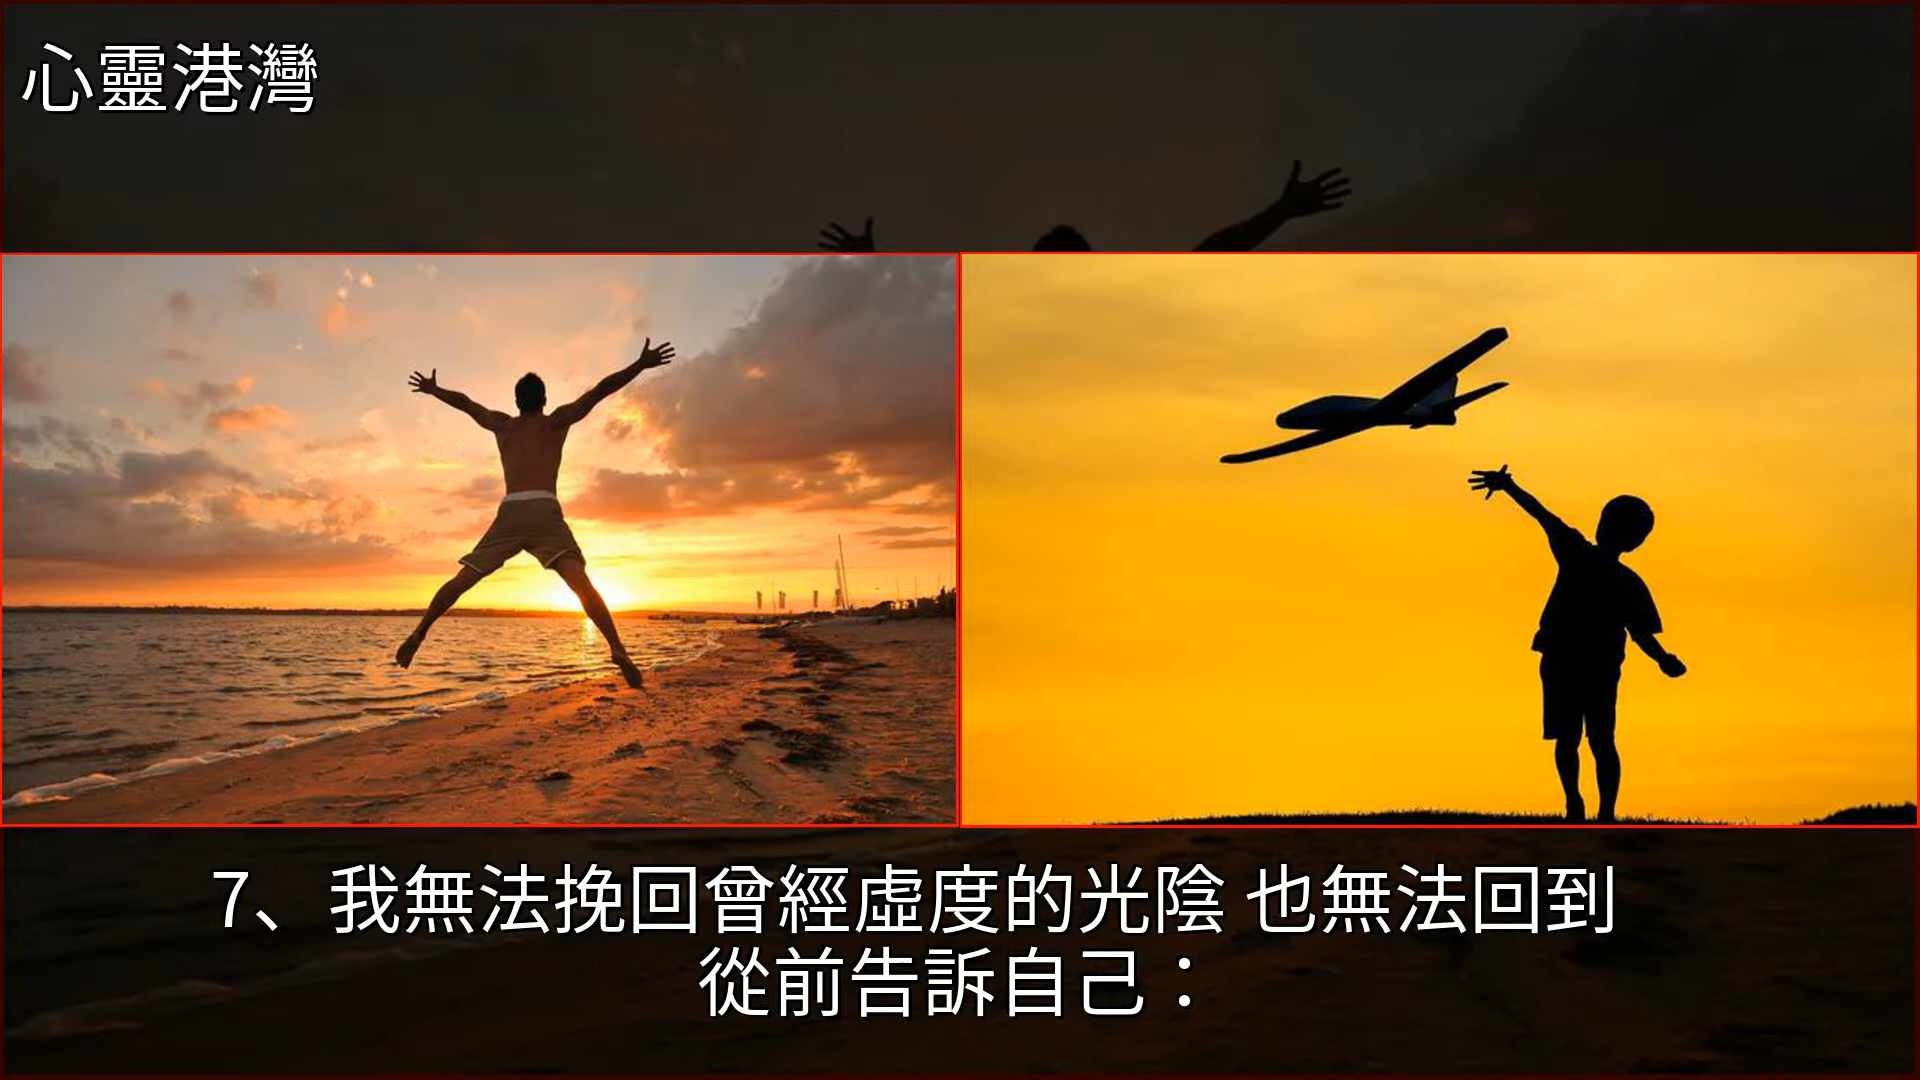 心靈港灣
7、我無法挽回曾經虛度的光陰 也無法回到
從前告訴自己：